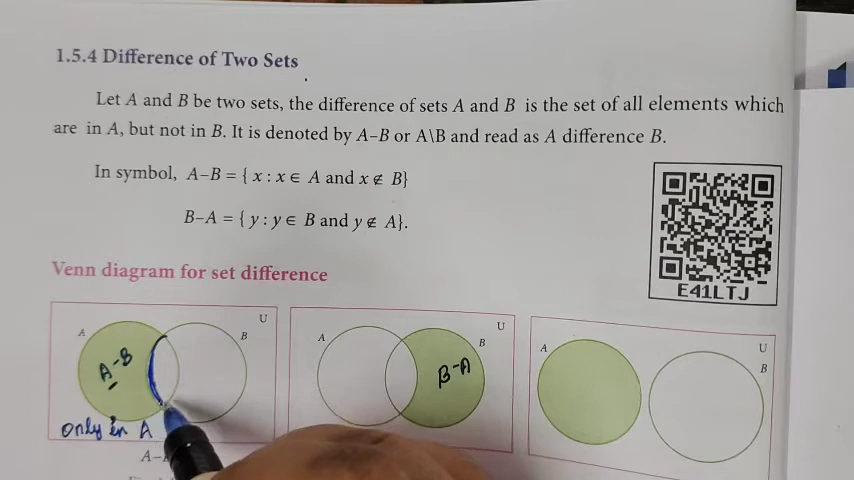 1.5.4 Difference of Two Sets
Let A and B be two sets, the difference of sets A and B is the set of all elements which
are in A, but not in B. It is denoted by A–B or A\B and read as A difference B.
In symbol, A–B = { x : x ∈ A and x ∉ B}
B–A = { y : y ∈ B and y ∉ A}.
E41LTJ
Venn diagram for set difference
A
B
U
A-B
only in A
A
B
U
B-A
A
U
B
A–